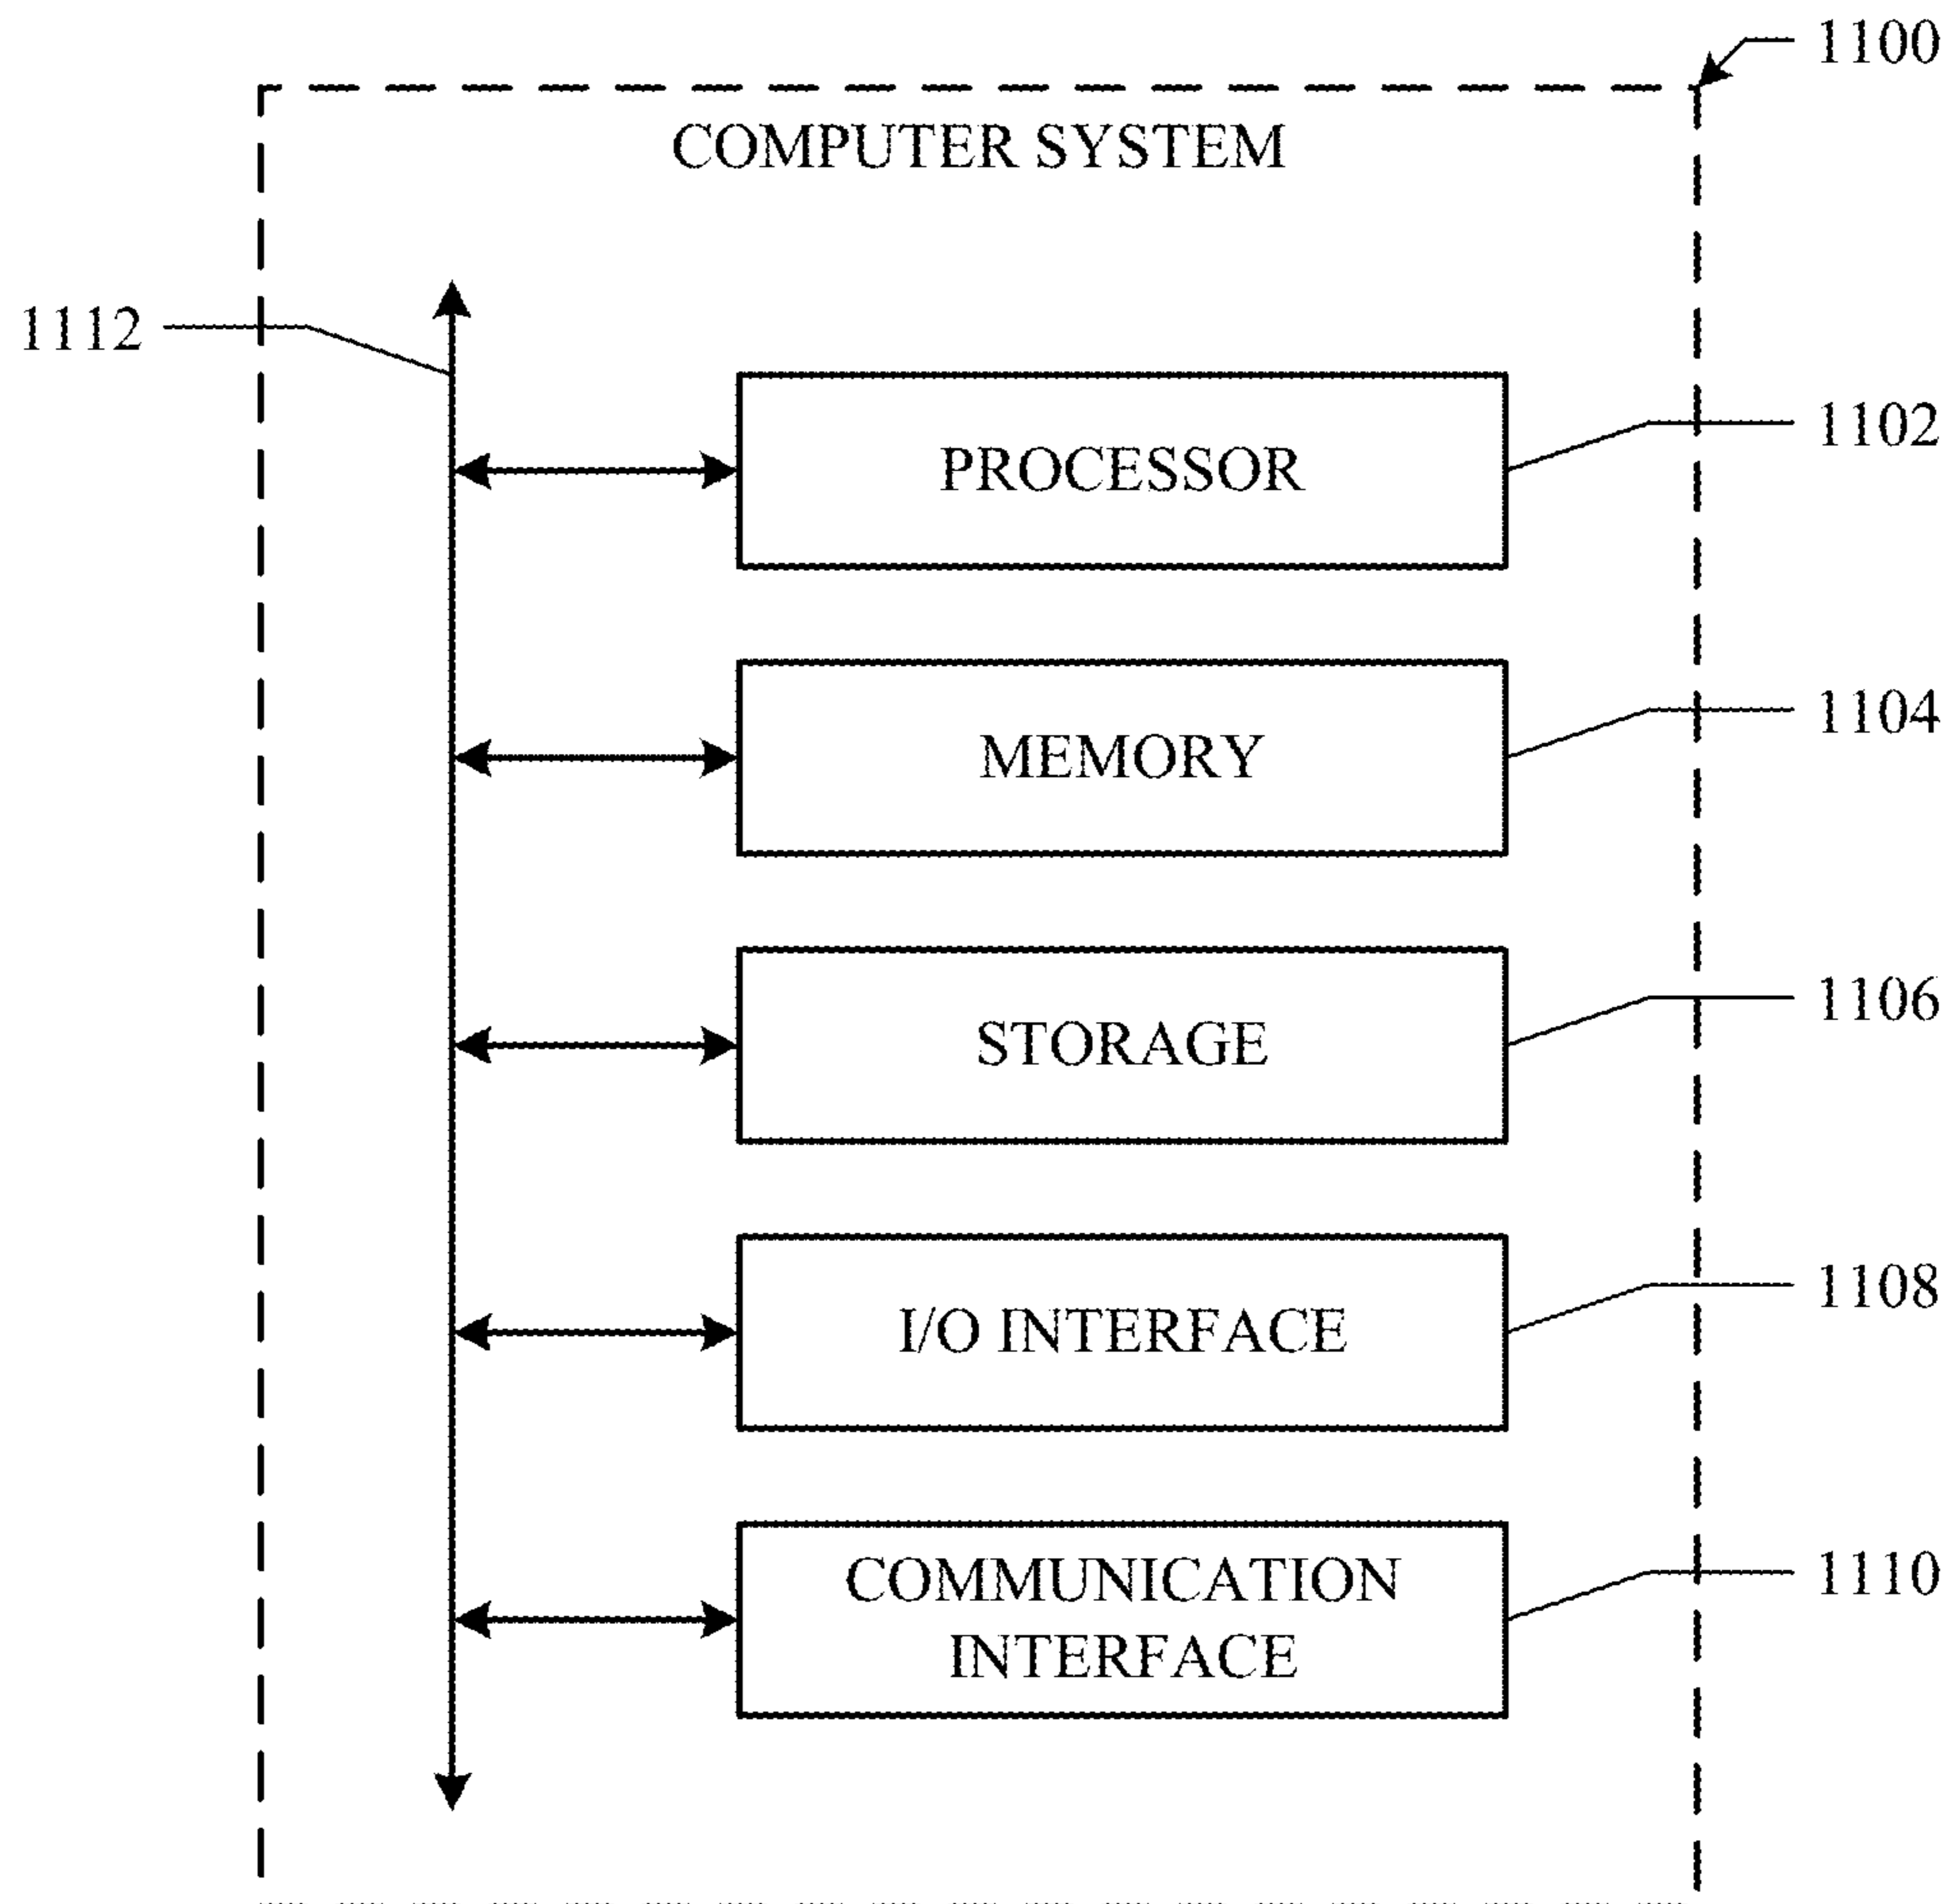 1100
COMPUTER SYSTEM
1112
PROCESSOR
1102
MEMORY
1104
STORAGE
1106
I/O INTERFACE
1108
COMMUNICATION
INTERFACE
1110